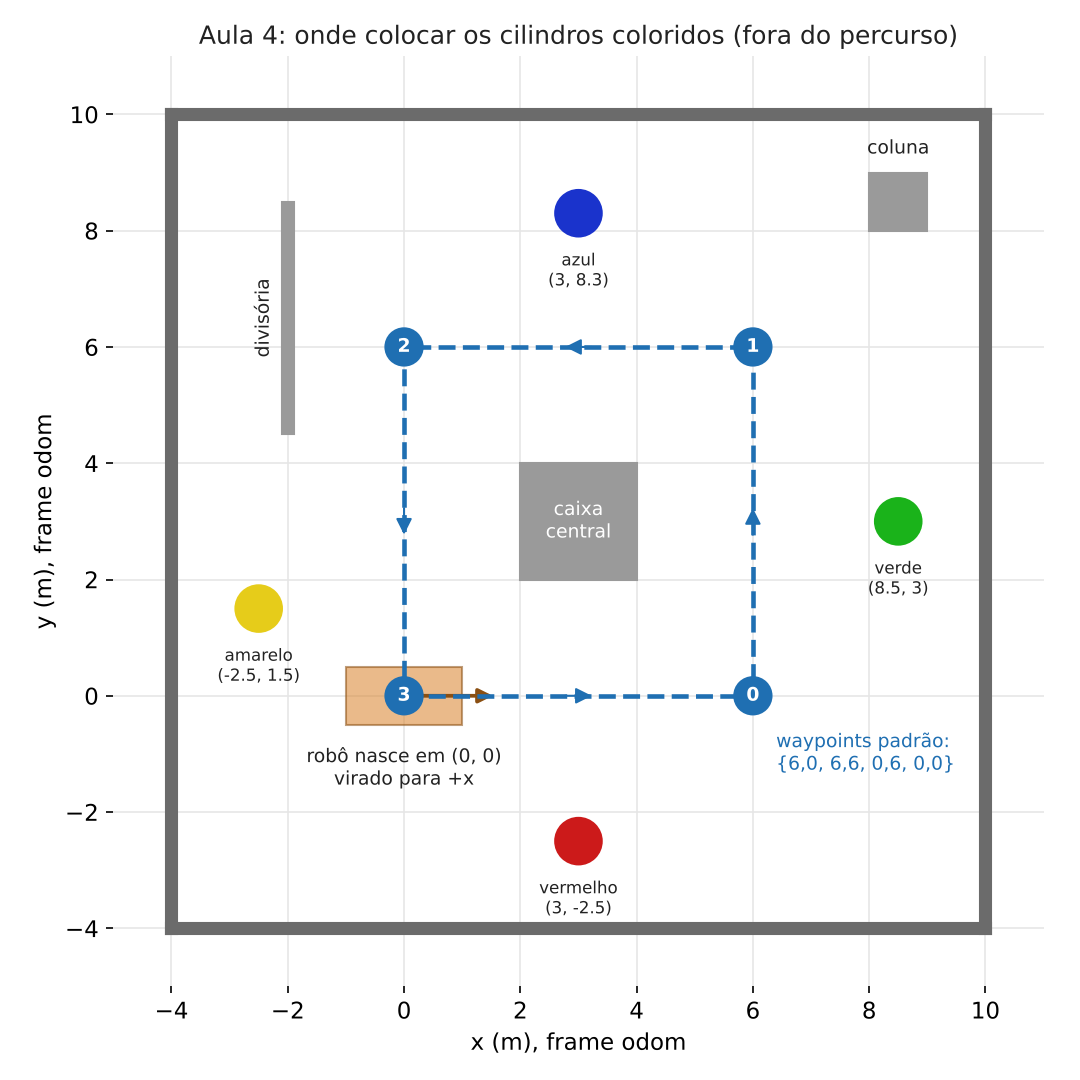 Aula 4: onde colocar os cilindros coloridos (fora do percurso)
10
8
6
4
2
0
−2
−4
y (m), frame odom
coluna
azul
(3, 8.3)
divisória
2
1
caixa
central
verde
(8.5, 3)
amarelo
(-2.5, 1.5)
3
0
robô nasce em (0, 0)
virado para +x
waypoints padrão:
{6,0, 6,6, 0,6, 0,0}
vermelho
(3, -2.5)
−4
−2
0
2
4
6
8
10
x (m), frame odom